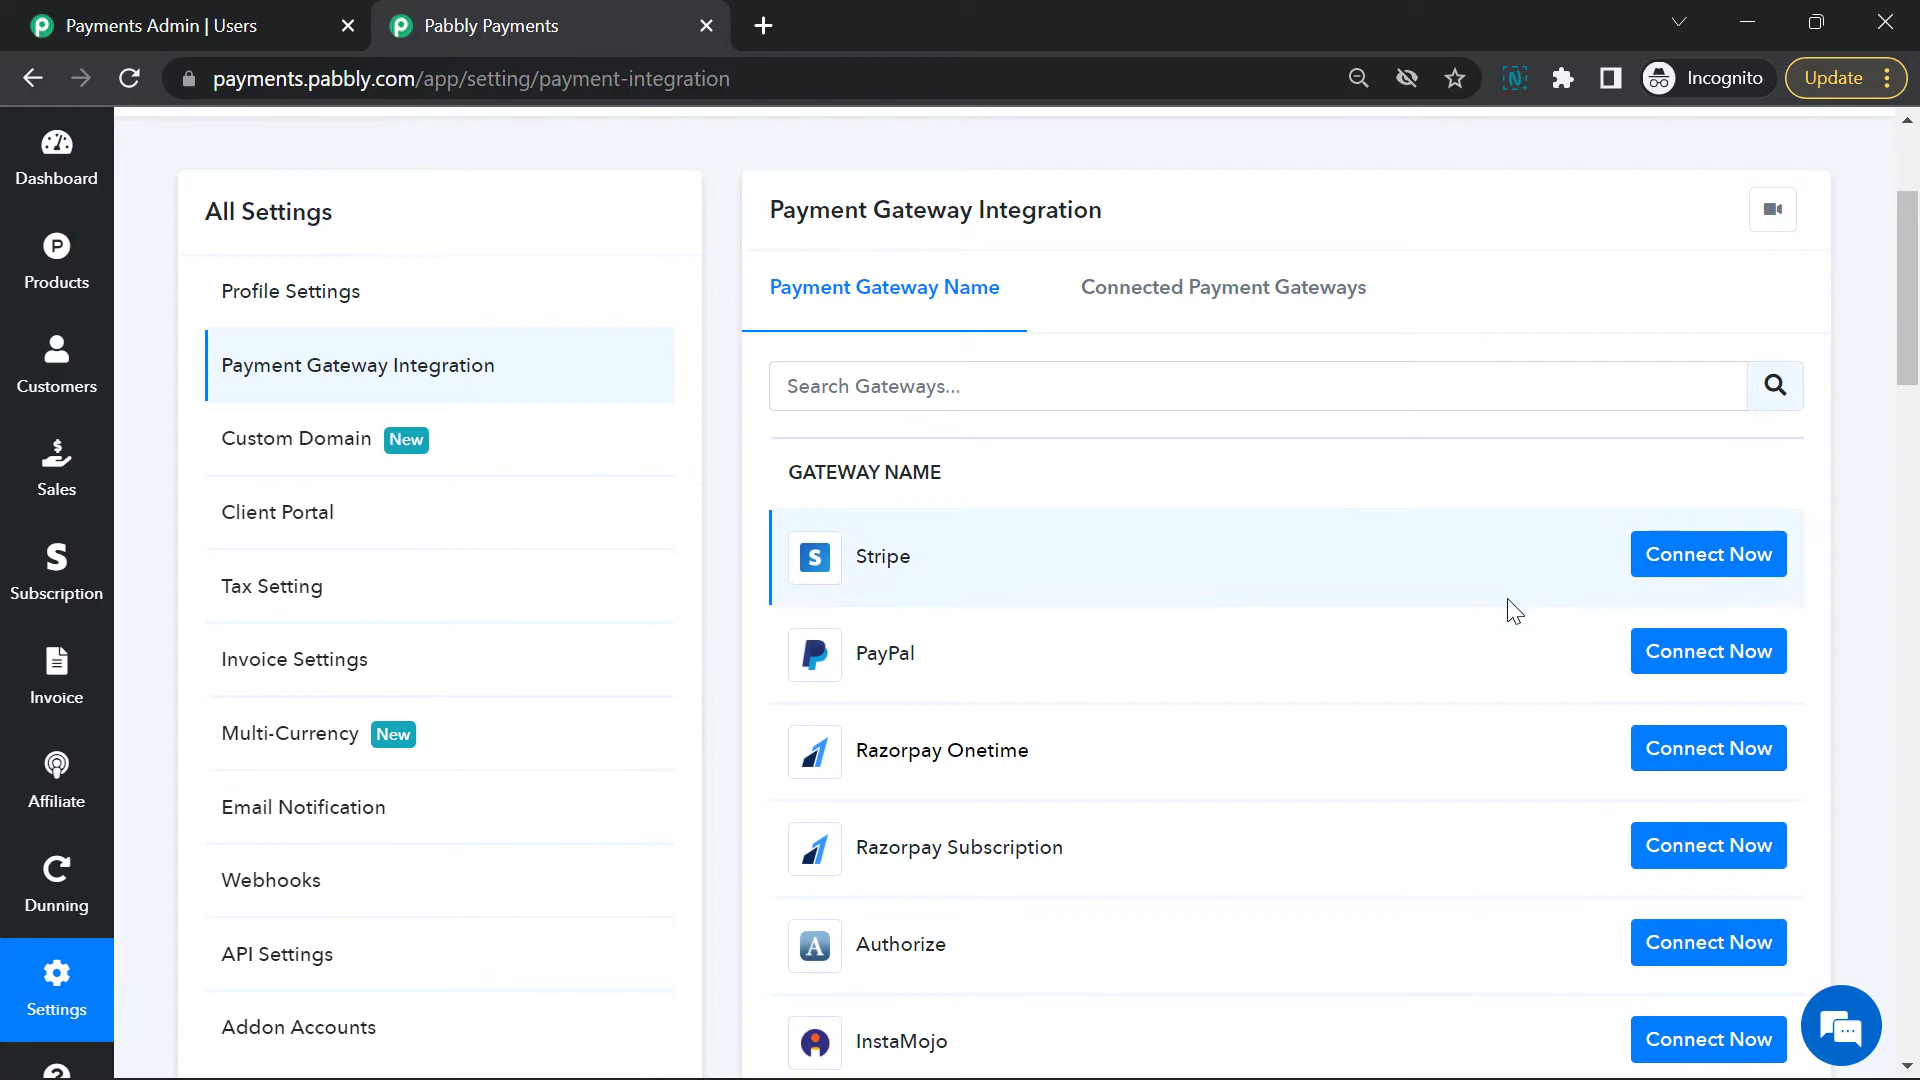 Payments Admin | Users
Pabbly Payments
payments.pabbly.com/app/setting/payment-integration
Incognito
Update
Dashboard
Products
Customers
Sales
Subscription
Invoice
Affiliate
Dunning
Settings
All Settings
Profile Settings
Payment Gateway Integration
Custom Domain New
Client Portal
Tax Setting
Invoice Settings
Multi-Currency New
Email Notification
Webhooks
API Settings
Addon Accounts
Payment Gateway Integration
Payment Gateway Name
Connected Payment Gateways
Search Gateways...
GATEWAY NAME
Stripe Connect Now
PayPal Connect Now
Razorpay Onetime Connect Now
Razorpay Subscription Connect Now
Authorize Connect Now
InstaMojo Connect Now